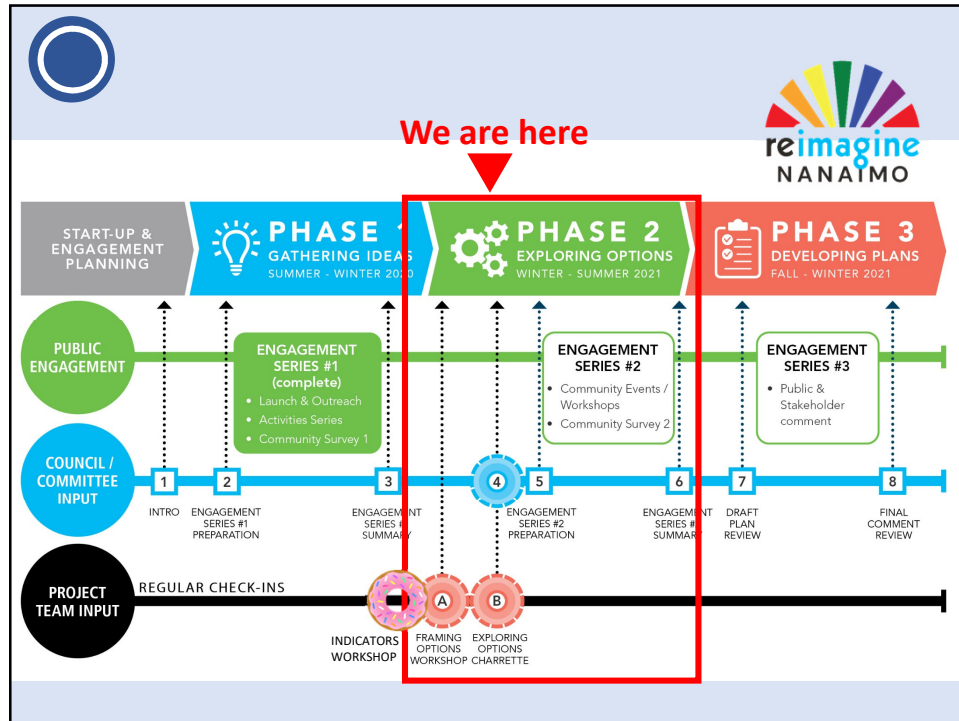 We are here
reimagine
NANAIMO
START-UP &
ENGAGEMENT
PLANNING
PHASE 1
GATHERING IDEAS
SUMMER - WINTER 2020
PHASE 2
EXPLORING OPTIONS
WINTER - SUMMER 2021
PHASE 3
DEVELOPING PLANS
FALL - WINTER 2021
PUBLIC
ENGAGEMENT
ENGAGEMENT
SERIES #1
(complete)
• Launch & Outreach
• Activities Series
• Community Survey 1
ENGAGEMENT
SERIES #2
• Community Events /
Workshops
• Community Survey 2
ENGAGEMENT
SERIES #3
• Public &
Stakeholder
comment
COUNCIL /
COMMITTEE
INPUT
1
INTRO
2
ENGAGEMENT
SERIES #1
PREPARATION
3
ENGAGEMENT
SERIES #
SUMMARY
4
5
ENGAGEMENT
SERIES #2
PREPARATION
6
ENGAGEMENT
SERIES #
SUMMARY
7
DRAFT
PLAN
REVIEW
8
FINAL
COMMENT
REVIEW
PROJECT
TEAM INPUT
REGULAR CHECK-INS
INDICATORS
WORKSHOP
A
FRAMING
OPTIONS
WORKSHOP
B
EXPLORING
OPTIONS
CHARRETTE